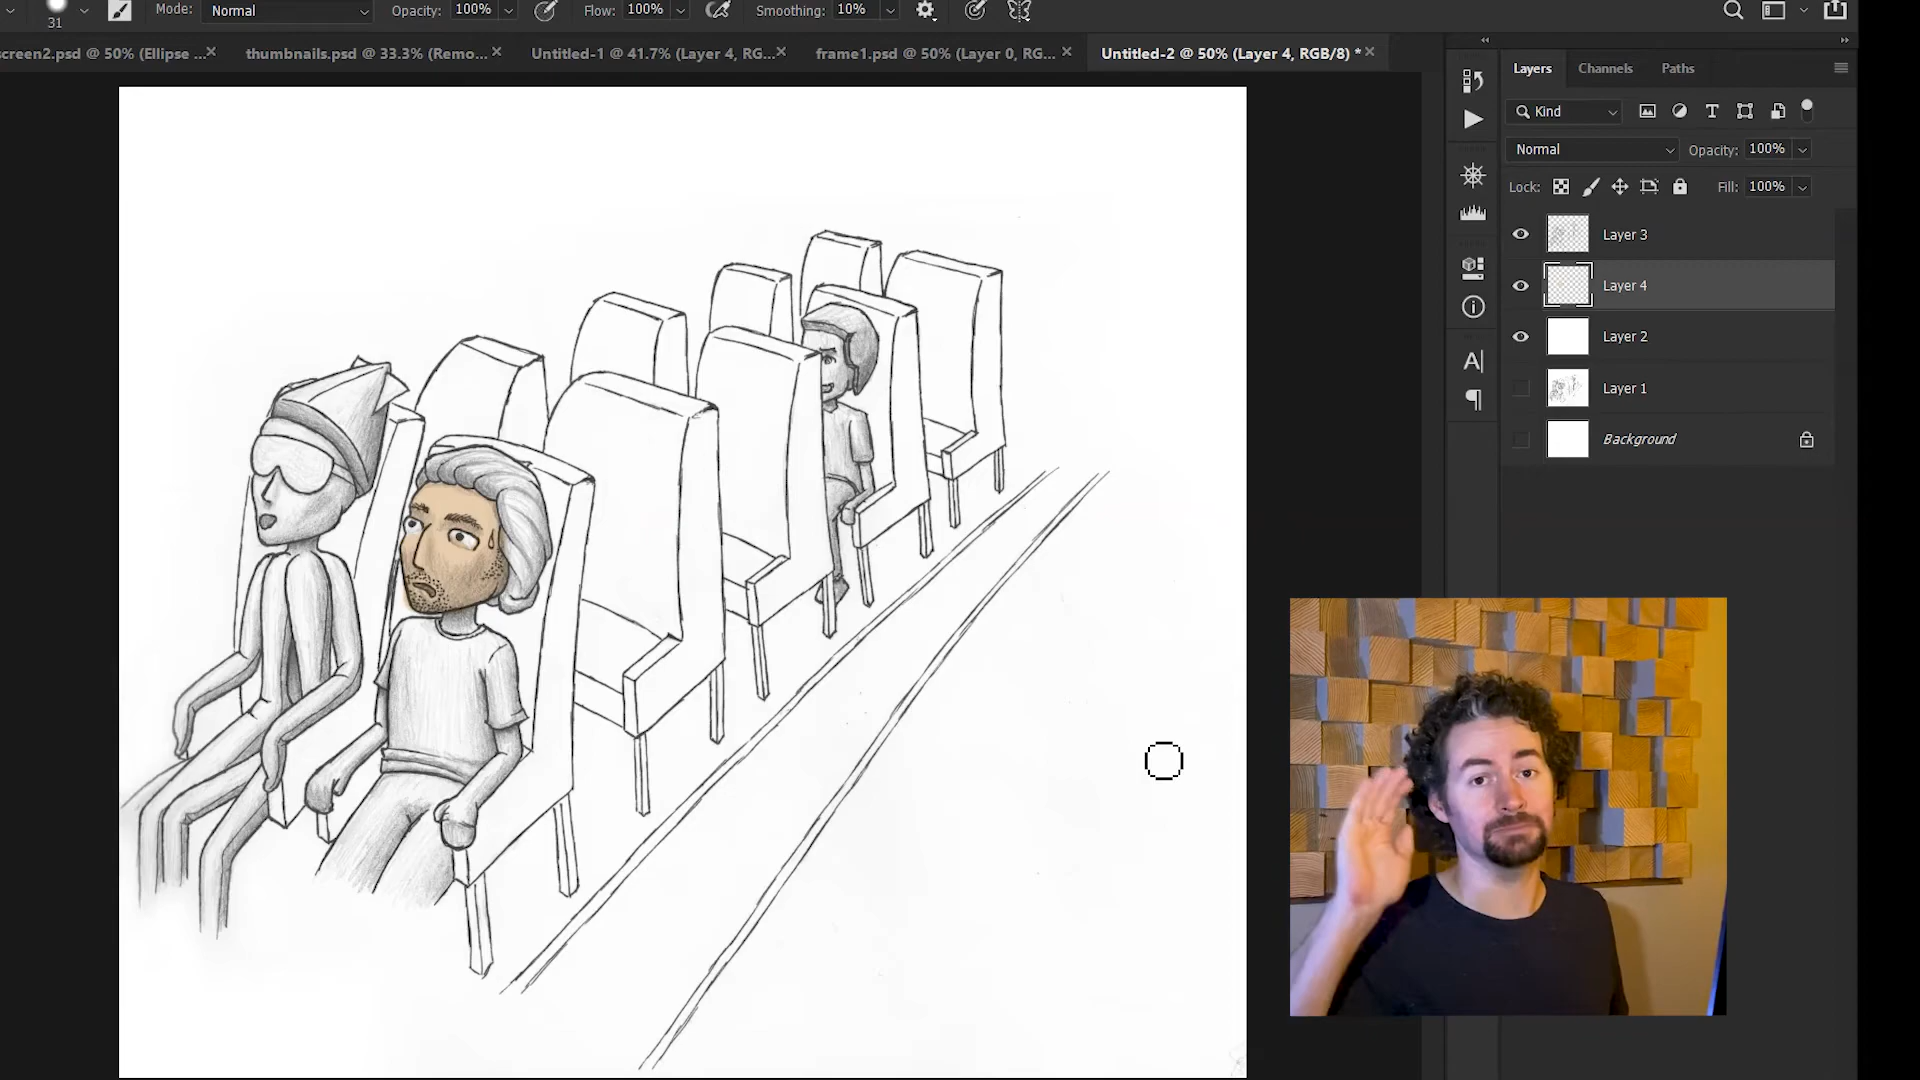 Mode: Normal Opacity: 100% Flow: 100% Smoothing: 10%
31
screen2.psd @ 50% (Ellipse ... thumbnails.psd @ 33.3% (Remo... Untitled-1 @ 41.7% (Layer 4, RG... frame1.psd @ 50% (Layer 0, RG... Untitled-2 @ 50% (Layer 4, RGB/8) *
Layers Channels Paths
Kind
Normal Opacity: 100%
Lock: Fill: 100%
Layer 3
Layer 4
Layer 2
Layer 1
Background